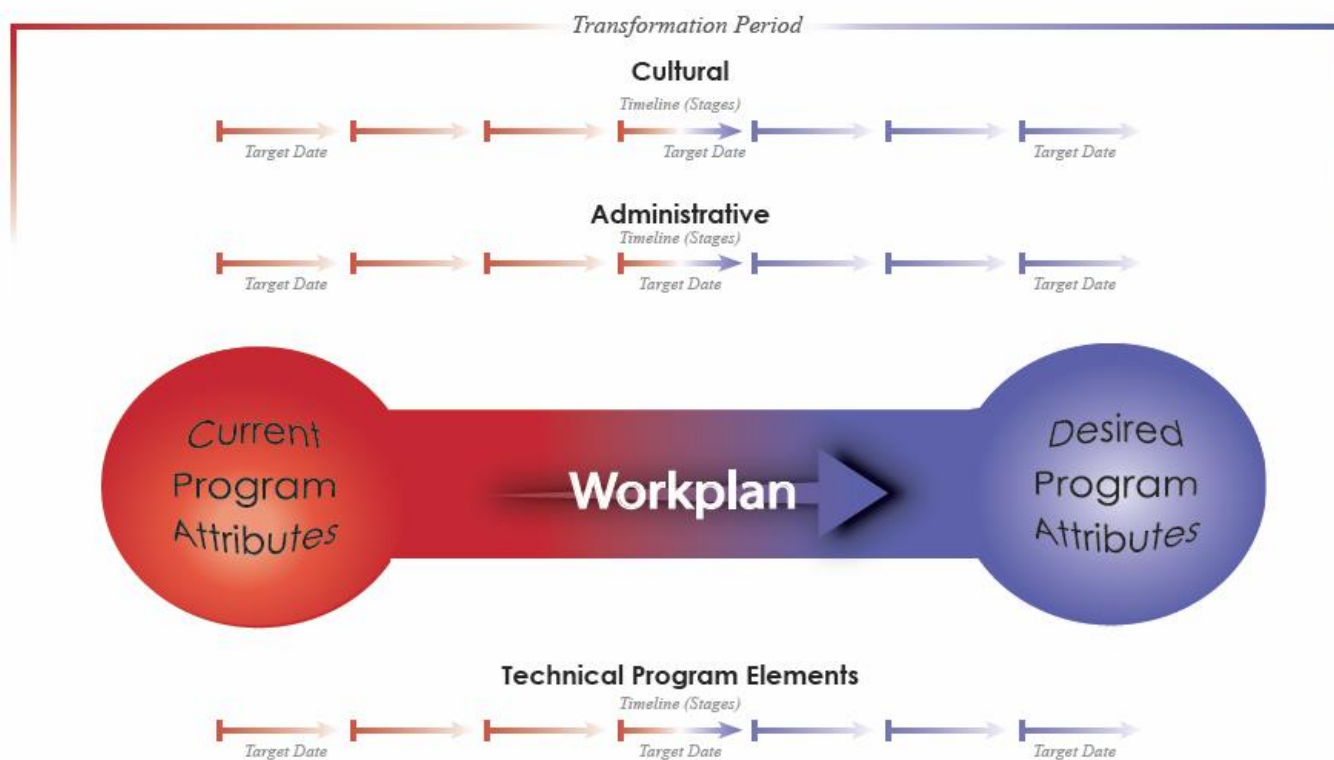 Transformation Period
Cultural
Timeline (Stages)
Target Date Target Date Target Date
Administrative
Timeline (Stages)
Target Date Target Date Target Date
Current
Program
Attributes
Workplan
Desired
Program
Attributes
Technical Program Elements
Timeline (Stages)
Target Date Target Date Target Date